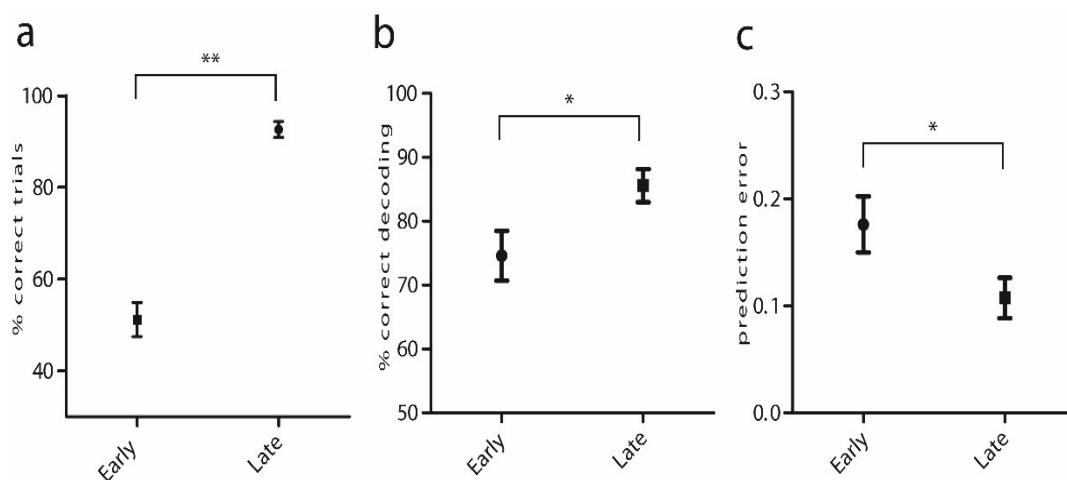 a
% correct trials
100
80
60
40
**
Early
Late
b
% correct decoding
100
90
80
70
60
50
*
Early
Late
c
prediction error
0.3
0.2
0.1
0.0
*
Early
Late